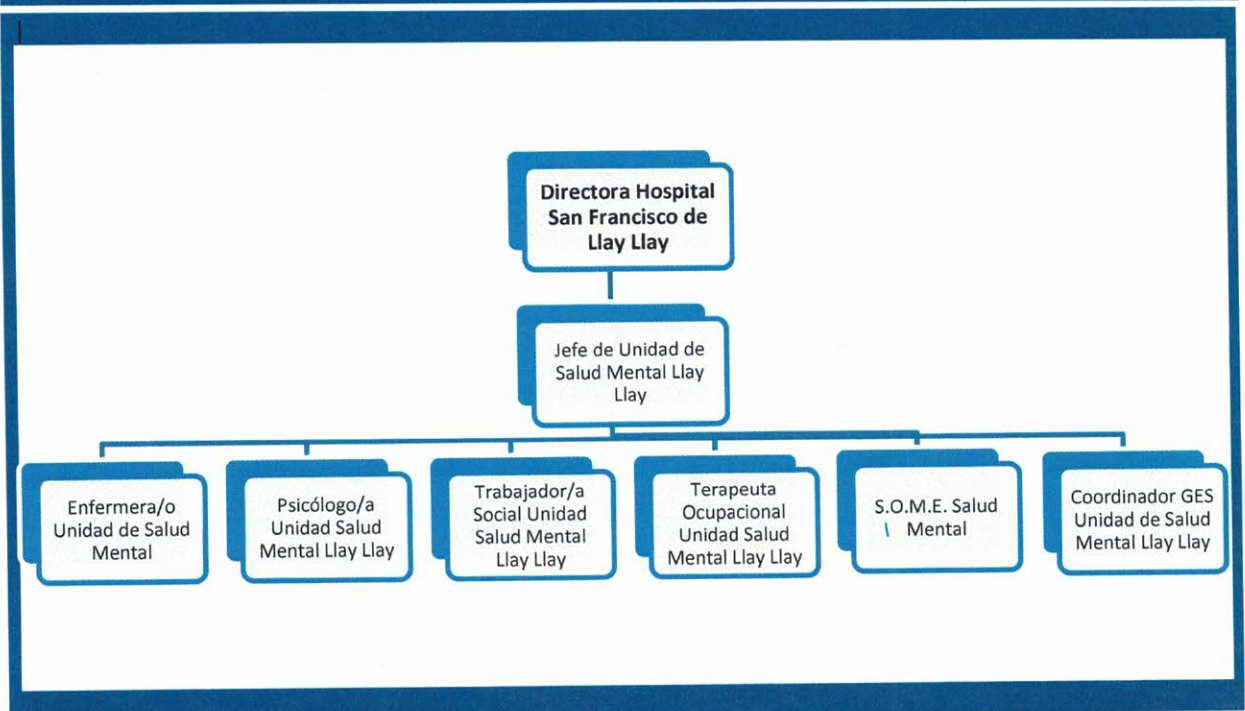 Directora Hospital
San Francisco de
Llay Llay
Jefe de Unidad de
Salud Mental Llay
Llay
Enfermera/o
Unidad de Salud
Mental
Psicólogo/a
Unidad Salud
Mental Llay Llay
Trabajador/a
Social Unidad
Salud Mental
Llay Llay
Terapeuta
Ocupacional
Unidad Salud
Mental Llay Llay
S.O.M.E. Salud
Mental
Coordinador GES
Unidad de Salud
Mental Llay Llay